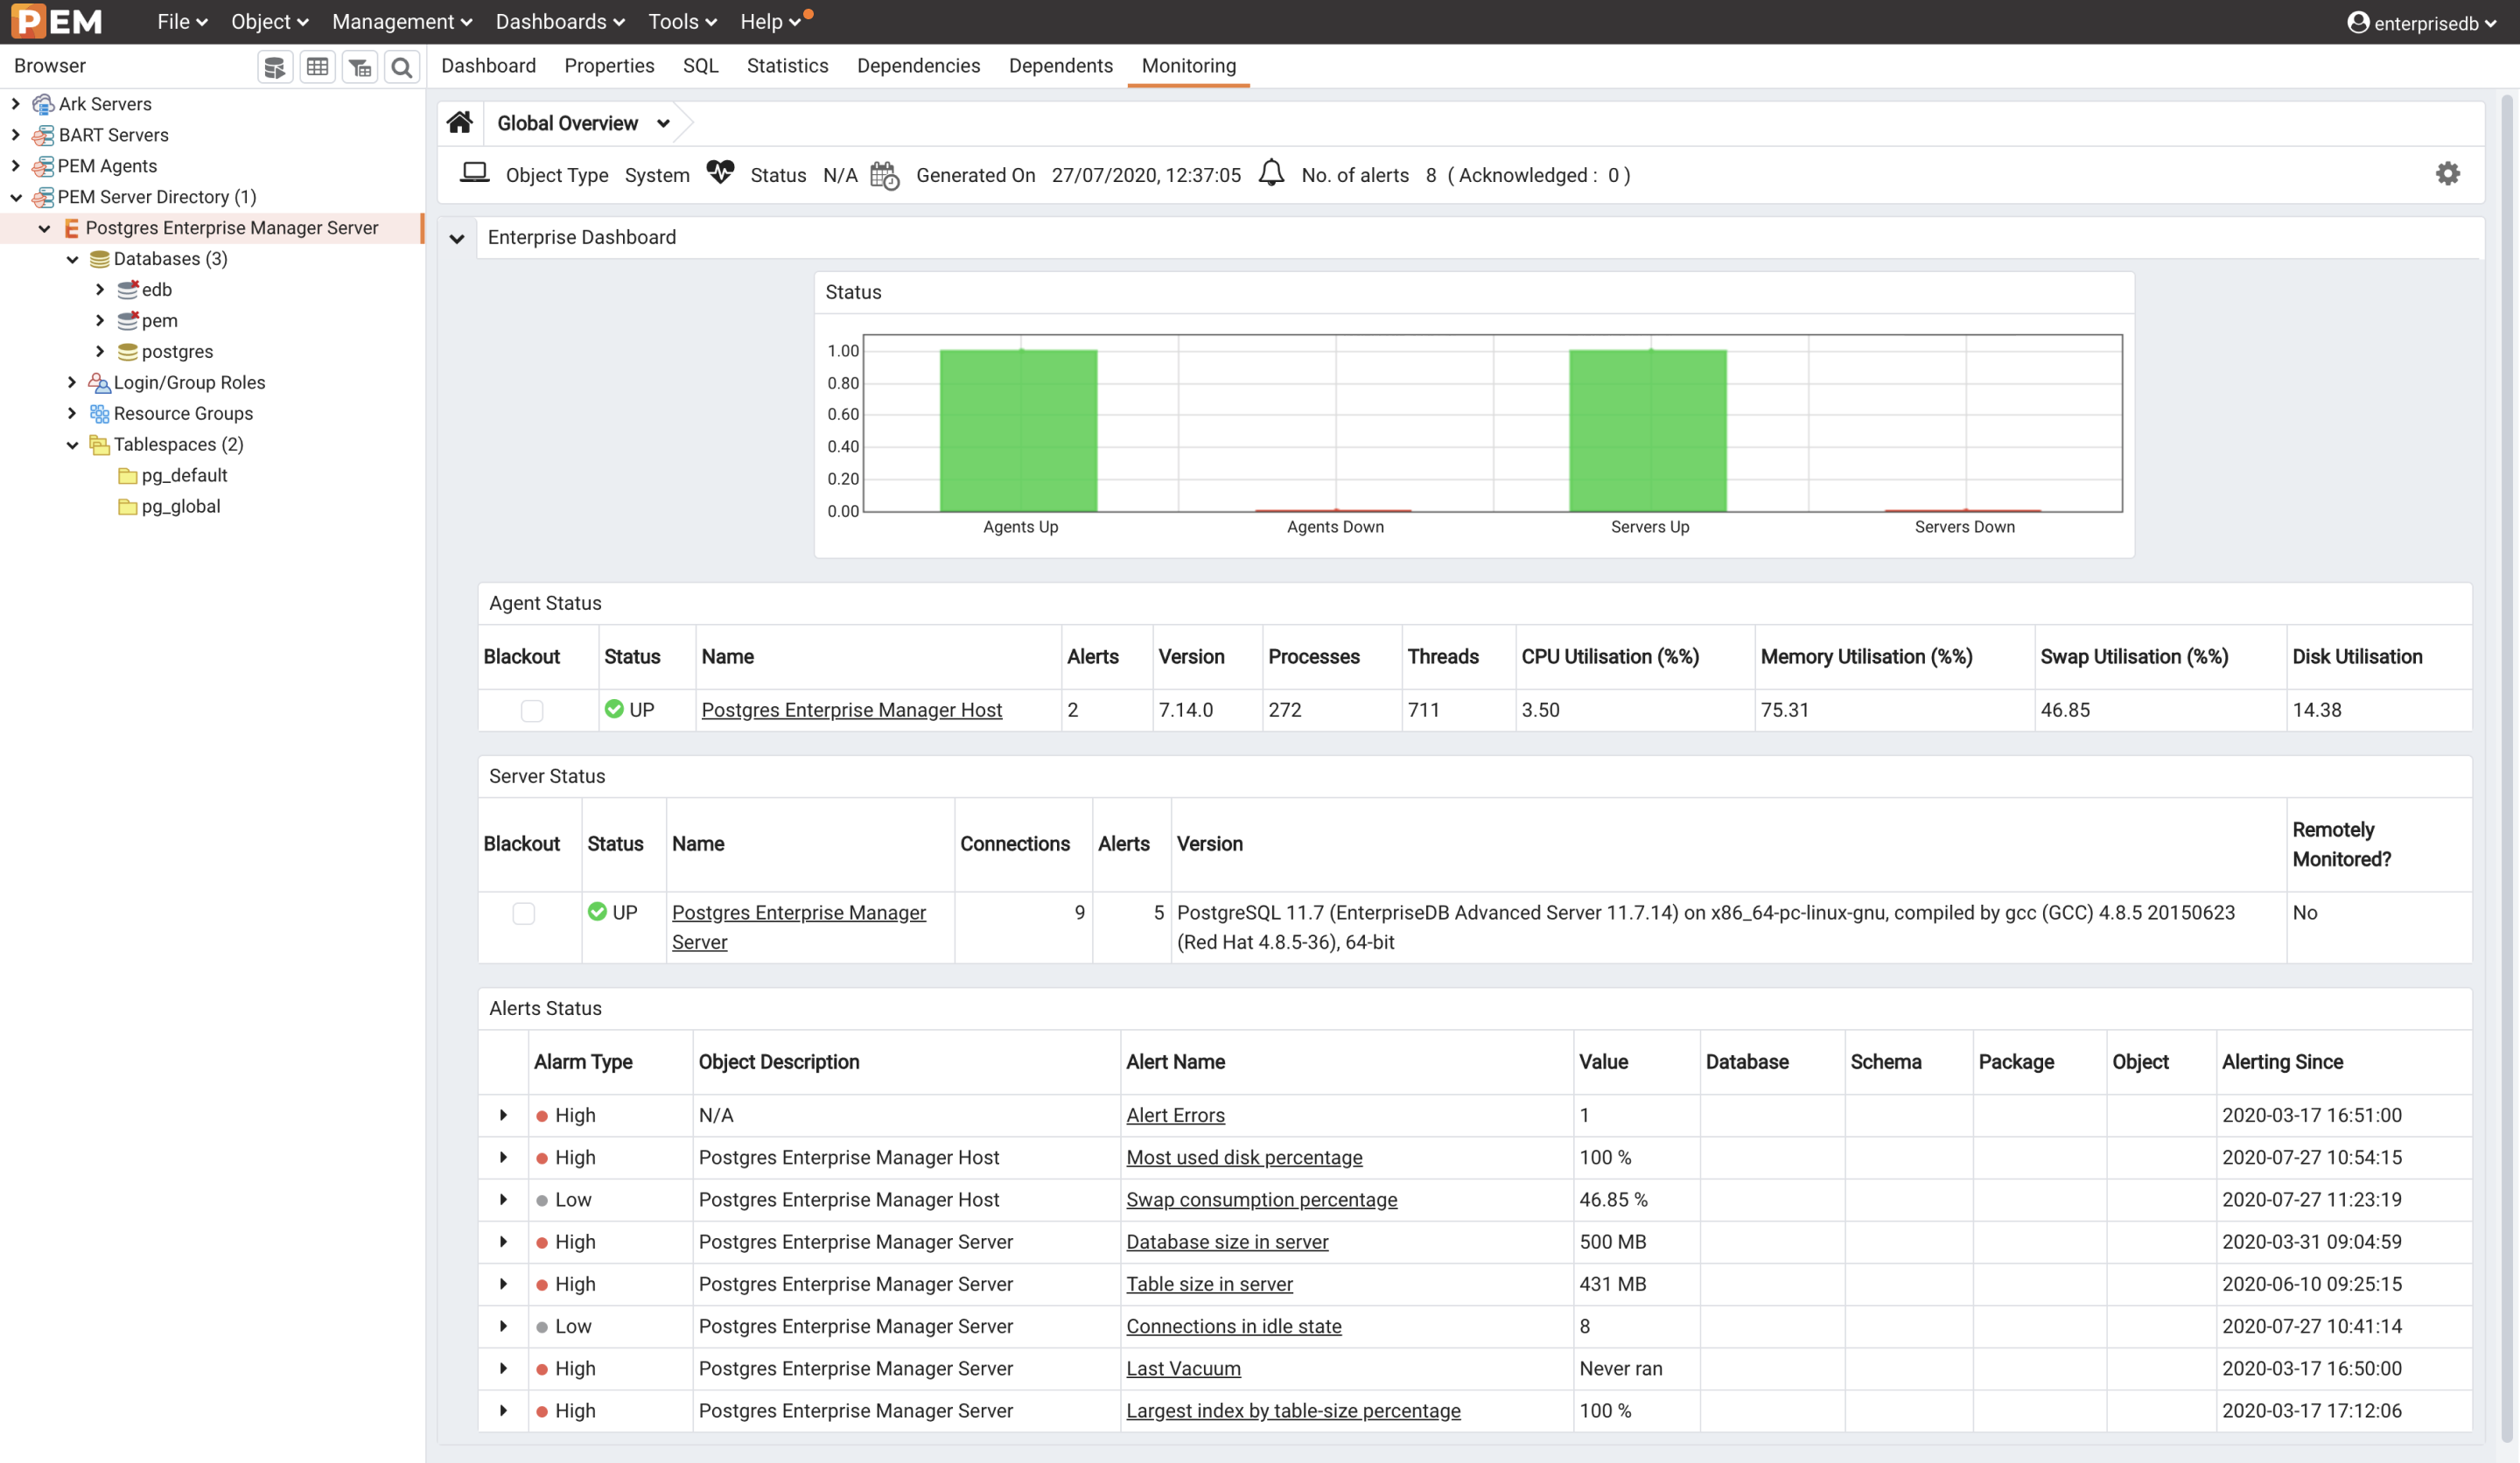 PEM File Object Management Dashboards Tools Help enterprisedb
Browser Dashboard Properties SQL Statistics Dependencies Dependents Monitoring
Ark Servers
BART Servers
PEM Agents
PEM Server Directory (1)
Postgres Enterprise Manager Server
Databases (3)
edb
pem
postgres
Login/Group Roles
Resource Groups
Tablespaces (2)
pg_default
pg_global
Global Overview
Object Type System Status N/A Generated On 27/07/2020, 12:37:05 No. of alerts 8 ( Acknowledged : 0 )
Enterprise Dashboard
Status
1.00
0.80
0.60
0.40
0.20
0.00
Agents Up Agents Down Servers Up Servers Down
Agent Status
Blackout Status Name Alerts Version Processes Threads CPU Utilisation (%%) Memory Utilisation (%%) Swap Utilisation (%%) Disk Utilisation
UP Postgres Enterprise Manager Host 2 7.14.0 272 711 3.50 75.31 46.85 14.38
Server Status
Blackout Status Name Connections Alerts Version Remotely
Monitored?
UP Postgres Enterprise Manager 9 5 PostgreSQL 11.7 (EnterpriseDB Advanced Server 11.7.14) on x86_64-pc-linux-gnu, compiled by gcc (GCC) 4.8.5 20150623 No
Server (Red Hat 4.8.5-36), 64-bit
Alerts Status
Alarm Type Object Description Alert Name Value Database Schema Package Object Alerting Since
High N/A Alert Errors 1 2020-03-17 16:51:00
High Postgres Enterprise Manager Host Most used disk percentage 100 % 2020-07-27 10:54:15
Low Postgres Enterprise Manager Host Swap consumption percentage 46.85 % 2020-07-27 11:23:19
High Postgres Enterprise Manager Server Database size in server 500 MB 2020-03-31 09:04:59
High Postgres Enterprise Manager Server Table size in server 431 MB 2020-06-10 09:25:15
Low Postgres Enterprise Manager Server Connections in idle state 8 2020-07-27 10:41:14
High Postgres Enterprise Manager Server Last Vacuum Never ran 2020-03-17 16:50:00
High Postgres Enterprise Manager Server Largest index by table-size percentage 100 % 2020-03-17 17:12:06